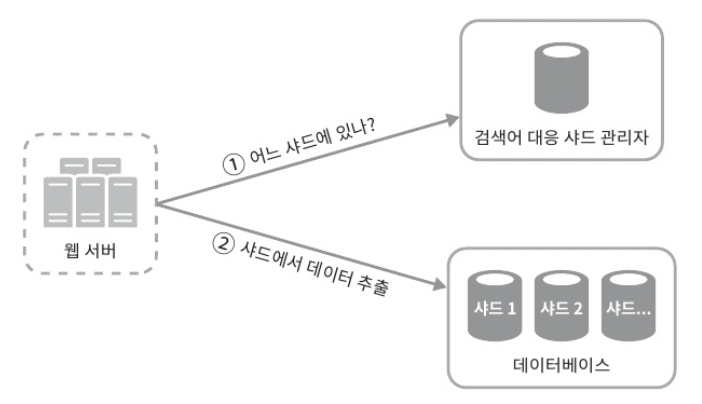 ① 어느 샤드에 있나?
검색어 대응 샤드 관리자
웹 서버
② 샤드에서 데이터 추출
샤드 1
샤드 2
샤드...
데이터베이스